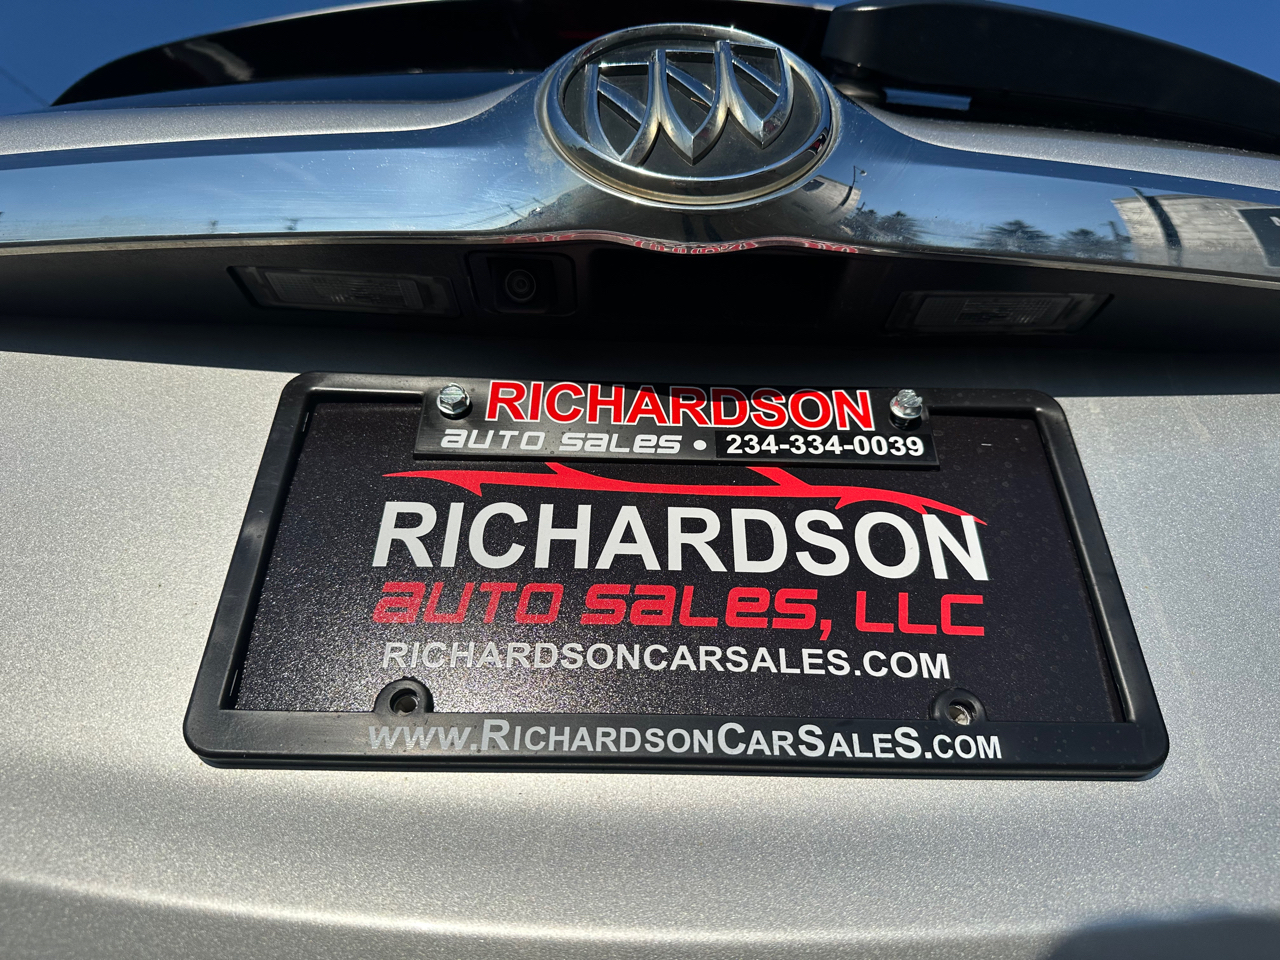 RICHARDSON
AUTO SALES • 234-334-0039
RICHARDSON
AUTO SALES, LLC
RICHARDSONCARSALES.COM
WWW.RICHARDSONCARSALES.COM